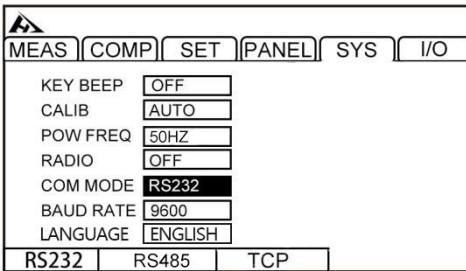 MEAS COMP SET PANEL SYS I/O
KEY BEEP OFF
CALIB AUTO
POW FREQ 50HZ
RADIO OFF
COM MODE RS232
BAUD RATE 9600
LANGUAGE ENGLISH
RS232 RS485 TCP